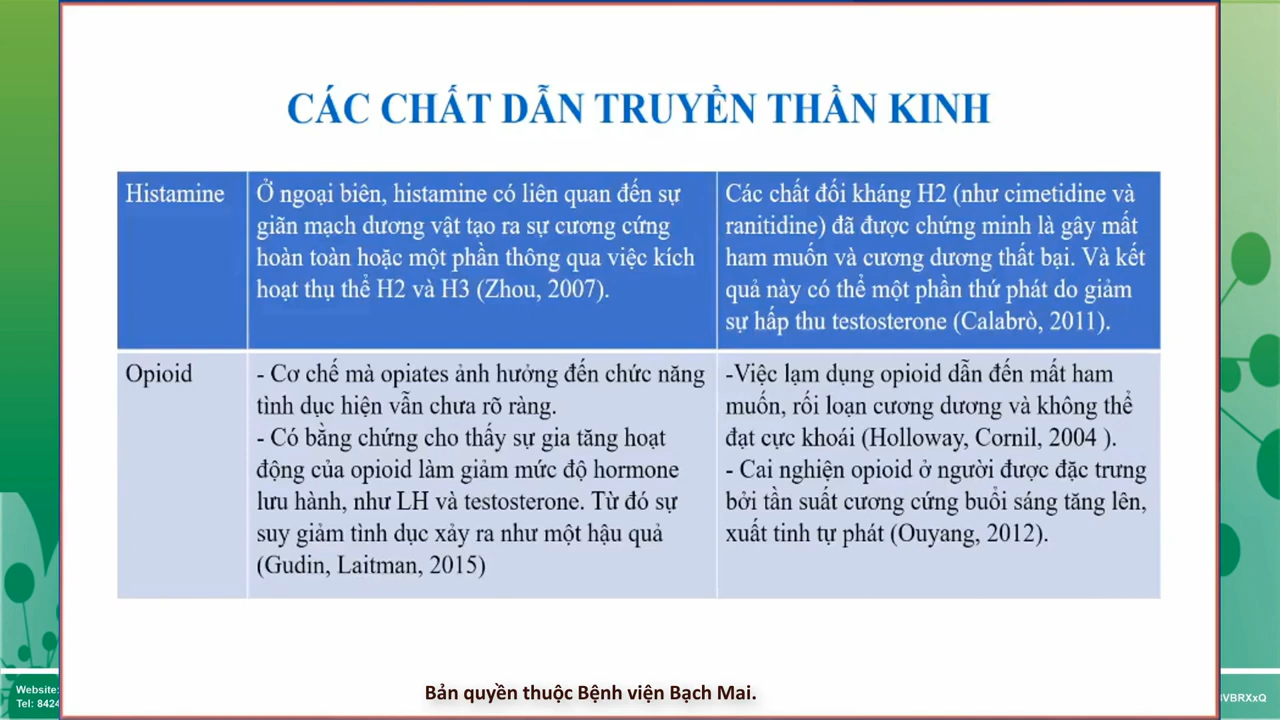 CÁC CHẤT DẪN TRUYỀN THẦN KINH
Histamine
Ở ngoại biên, histamine có liên quan đến sự
giãn mạch dương vật tạo ra sự cương cứng
hoàn toàn hoặc một phần thông qua việc kích
hoạt thụ thể H2 và H3 (Zhou, 2007).
Các chất đối kháng H2 (như cimetidine và
ranitidine) đã được chứng minh là gây mất
ham muốn và cương dương thất bại. Và kết
quả này có thể một phần thứ phát do giảm
sự hấp thu testosterone (Calabrò, 2011).
Opioid
- Cơ chế mà opiates ảnh hưởng đến chức năng
tình dục hiện vẫn chưa rõ ràng.
- Có bằng chứng cho thấy sự gia tăng hoạt
động của opioid làm giảm mức độ hormone
lưu hành, như LH và testosterone. Từ đó sự
suy giảm tình dục xảy ra như một hậu quả
(Gudin, Laitman, 2015)
-Việc lạm dụng opioid dẫn đến mất ham
muốn, rối loạn cương dương và không thể
đạt cực khoái (Holloway, Cornil, 2004 ).
- Cai nghiện opioid ở người được đặc trưng
bởi tần suất cương cứng buổi sáng tăng lên,
xuất tinh tự phát (Ouyang, 2012).
Website:
Tel: 8424
Bản quyền thuộc Bệnh viện Bạch Mai.